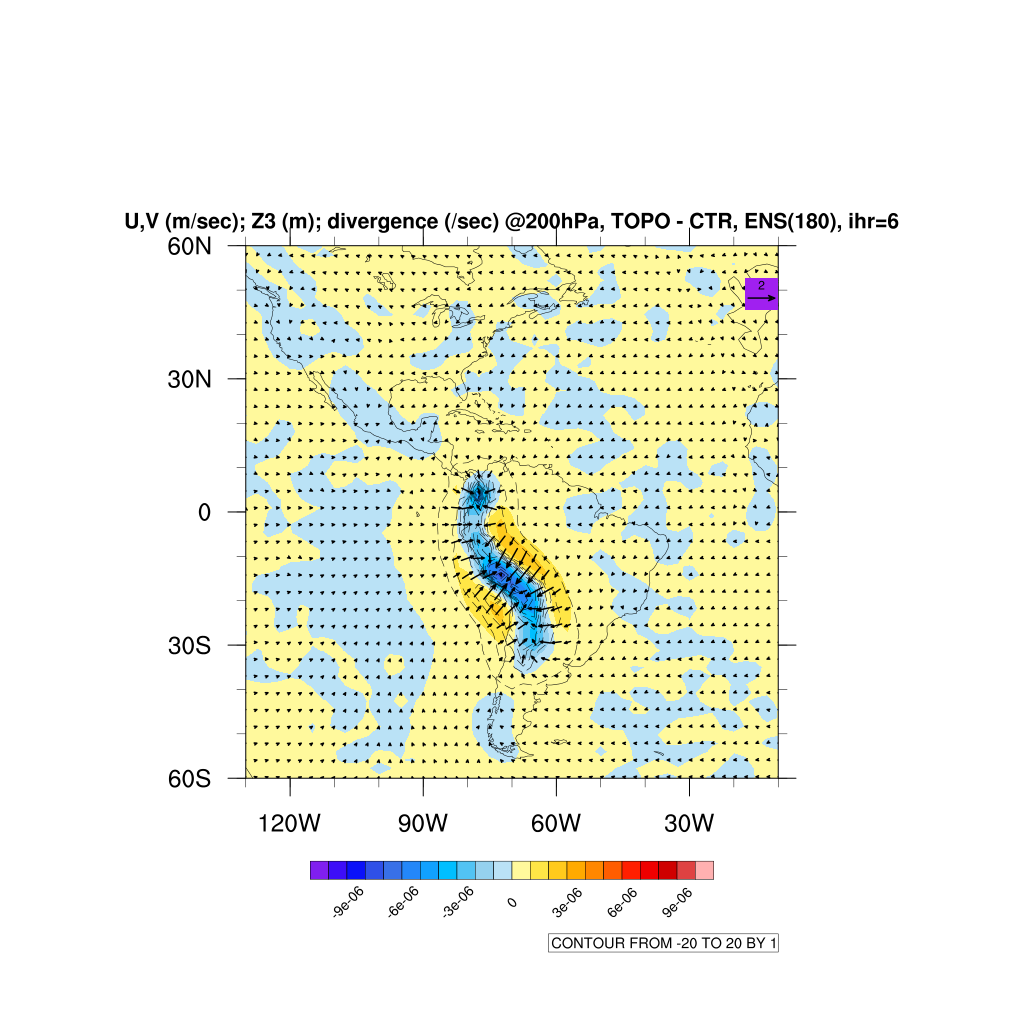 U,V (m/sec); Z3 (m); divergence (/sec) @200hPa, TOPO - CTR, ENS(180), ihr=6
60N
2
30N
0
30S
60S
120W 90W 60W 30W
-9e-06 -6e-06 -3e-06 0 3e-06 6e-06 9e-06
CONTOUR FROM -20 TO 20 BY 1